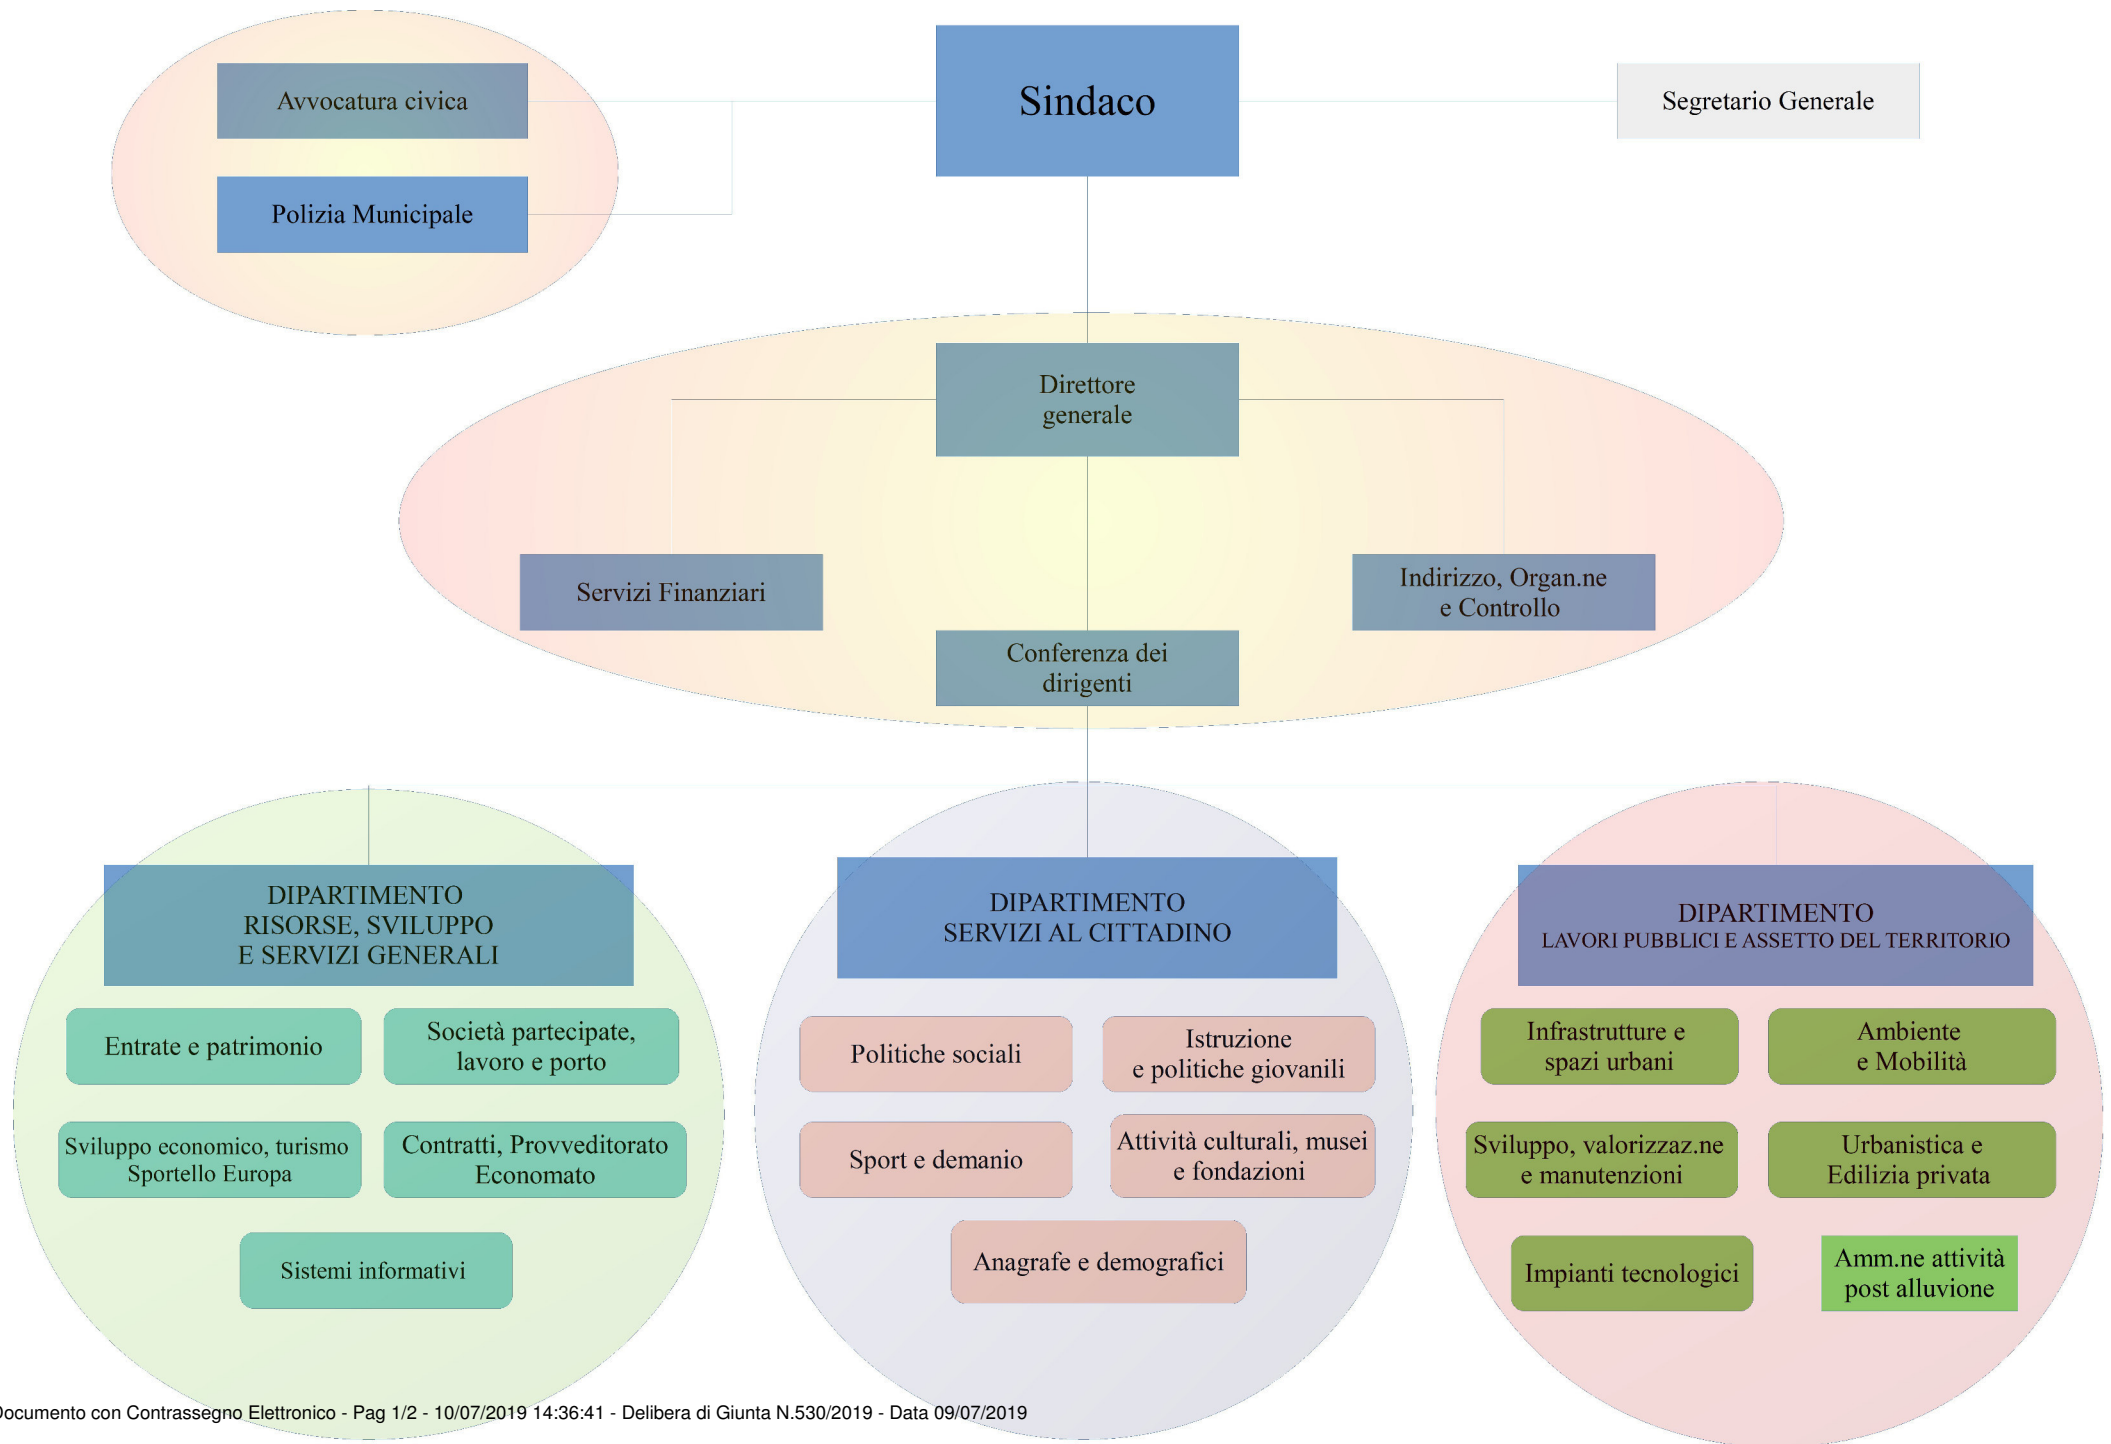 Avvocatura civica
Sindaco
Segretario Generale
Polizia Municipale
Direttore
generale
Servizi Finanziari
Indirizzo, Organ.ne
e Controllo
Conferenza dei
dirigenti
DIPARTIMENTO
RISORSE, SVILUPPO
E SERVIZI GENERALI
Entrate e patrimonio
Società partecipate,
lavoro e porto
Sviluppo economico, turismo
Sportello Europa
Contratti, Provveditorato
Economato
Sistemi informativi
DIPARTIMENTO
SERVIZI AL CITTADINO
Politiche sociali
Istruzione
e politiche giovanili
Sport e demanio
Attività culturali, musei
e fondazioni
Anagrafe e demografici
DIPARTIMENTO
LAVORI PUBBLICI E ASSETTO DEL TERRITORIO
Infrastrutture e
spazi urbani
Ambiente
e Mobilità
Sviluppo, valorizzaz.ne
e manutenzioni
Urbanistica e
Edilizia privata
Impianti tecnologici
Amm.ne attività
post alluvione
Documento con Contrassegno Elettronico - Pag 1/2 - 10/07/2019 14:36:41 - Delibera di Giunta N.530/2019 - Data 09/07/2019